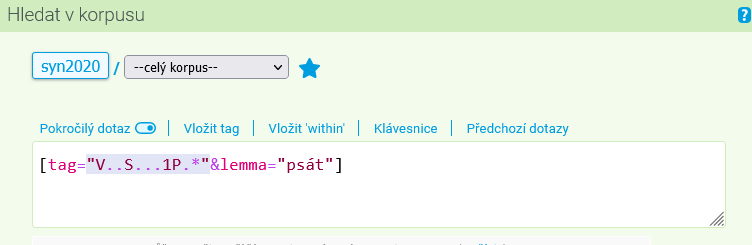 Hledat v korpusu ?
syn2020 / --celý korpus--
Pokročilý dotaz Vložit tag Vložit 'within' Klávesnice Předchozí dotazy
[tag="V..S...1P.*"&lemma="psát"]